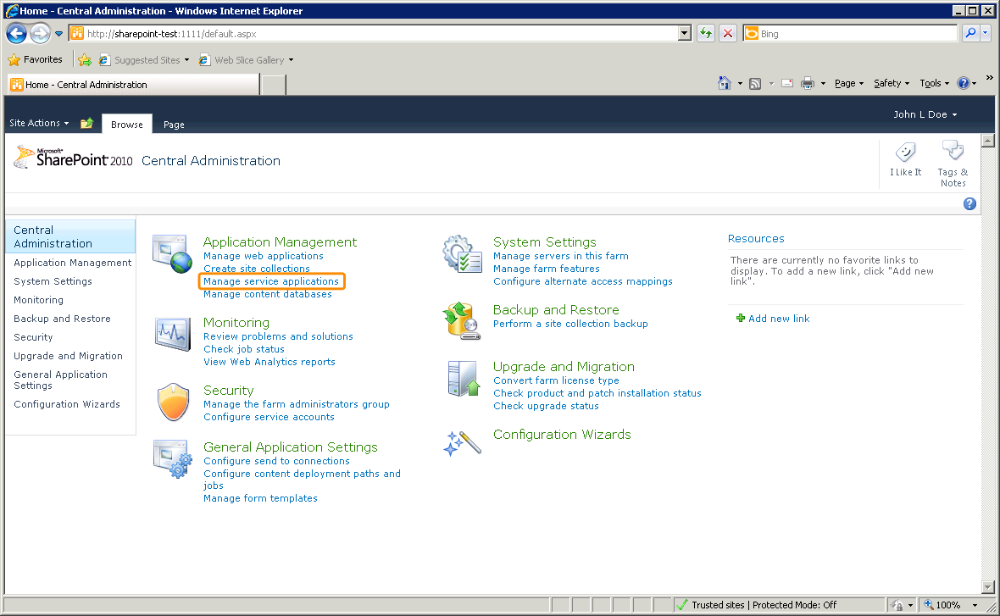 Home - Central Administration - Windows Internet Explorer
http://sharepoint-test:1111/default.aspx
Bing
Favorites
Suggested Sites
Web Slice Gallery
Home - Central Administration
Page
Safety
Tools
»
Site Actions
Browse
Page
John L Doe
Microsoft®
SharePoint 2010
Central Administration
I Like It
Tags &
Notes
Central
Administration
Application Management
System Settings
Monitoring
Backup and Restore
Security
Upgrade and Migration
General Application
Settings
Configuration Wizards
Application Management
Manage web applications
Create site collections
Manage service applications
Manage content databases
Monitoring
Review problems and solutions
Check job status
View Web Analytics reports
Security
Manage the farm administrators group
Configure service accounts
General Application Settings
Configure send to connections
Configure content deployment paths and
jobs
Manage form templates
System Settings
Manage servers in this farm
Manage farm features
Configure alternate access mappings
Backup and Restore
Perform a site collection backup
Upgrade and Migration
Convert farm license type
Check product and patch installation status
Check upgrade status
Configuration Wizards
Resources
There are currently no favorite links to
display. To add a new link, click "Add new
link".
Add new link
Trusted sites | Protected Mode: Off
100%